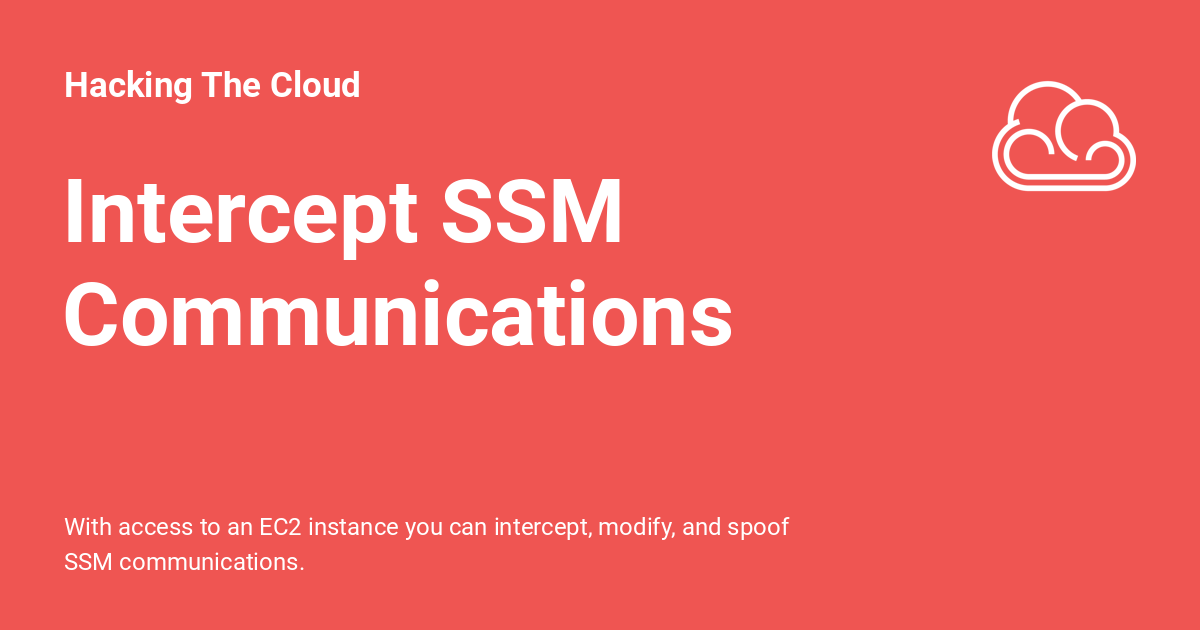 Hacking The Cloud
Intercept SSM
Communications
With access to an EC2 instance you can intercept, modify, and spoof
SSM communications.